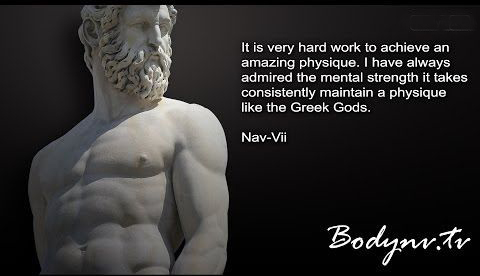 It is very hard work to achieve an
amazing physique. I have always
admired the mental strength it takes
consistently maintain a physique
like the Greek Gods.
Nav-Vii
Bodynv.tv